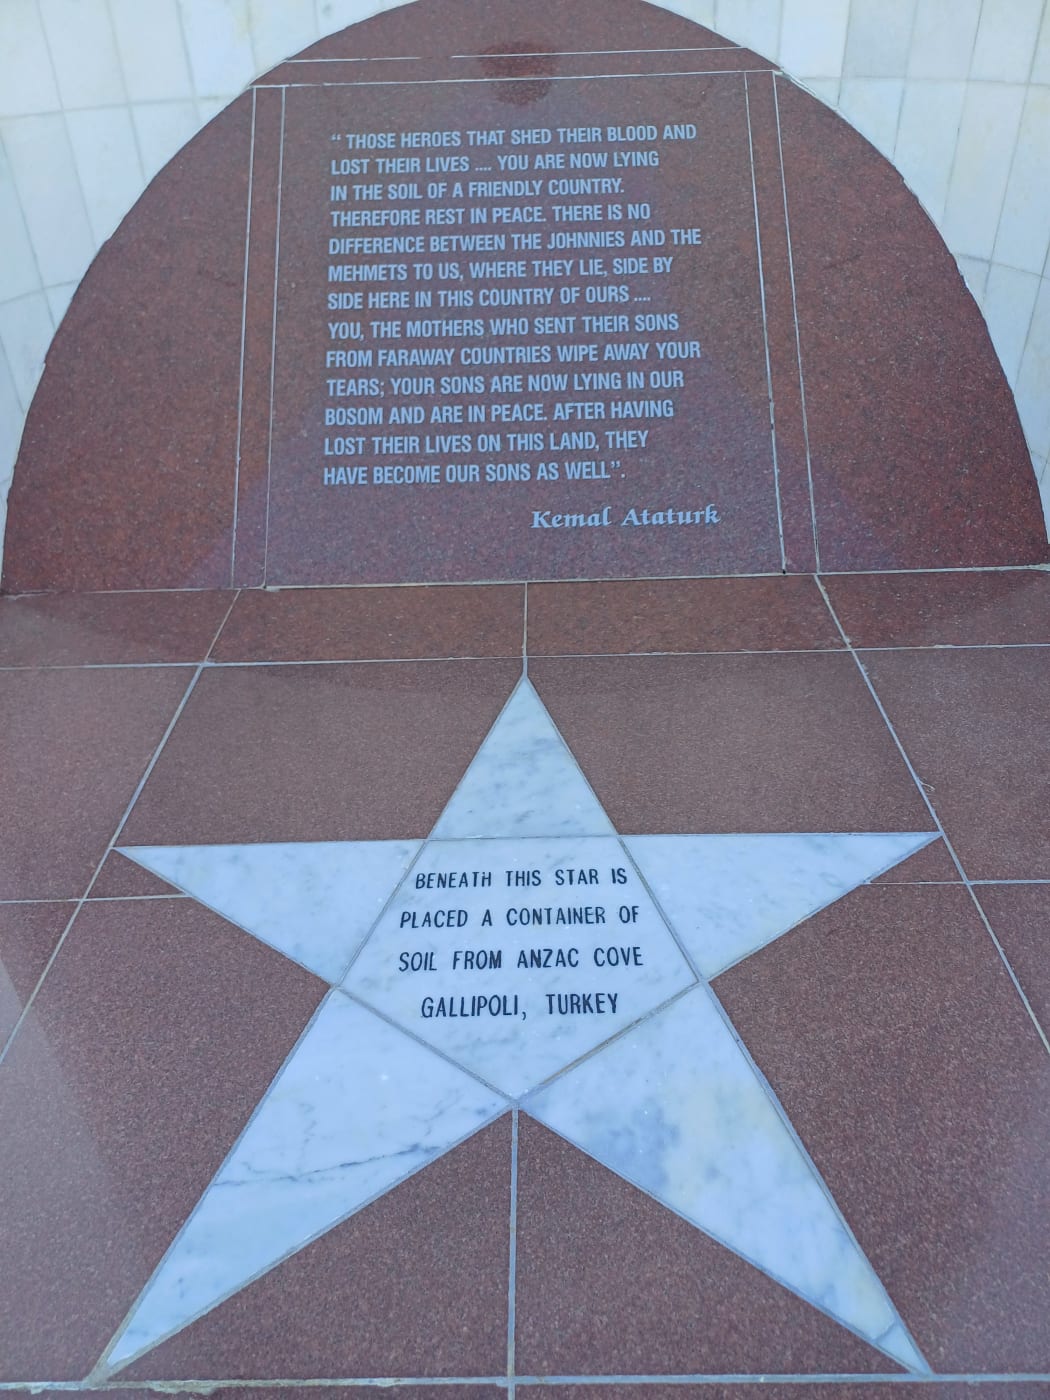 “ THOSE HEROES THAT SHED THEIR BLOOD AND
LOST THEIR LIVES .... YOU ARE NOW LYING
IN THE SOIL OF A FRIENDLY COUNTRY.
THEREFORE REST IN PEACE. THERE IS NO
DIFFERENCE BETWEEN THE JOHNNIES AND THE
MEHMETS TO US, WHERE THEY LIE, SIDE BY
SIDE HERE IN THIS COUNTRY OF OURS ....
YOU, THE MOTHERS WHO SENT THEIR SONS
FROM FARAWAY COUNTRIES WIPE AWAY YOUR
TEARS; YOUR SONS ARE NOW LYING IN OUR
BOSOM AND ARE IN PEACE. AFTER HAVING
LOST THEIR LIVES ON THIS LAND, THEY
HAVE BECOME OUR SONS AS WELL”.
Kemal Ataturk
BENEATH THIS STAR IS
PLACED A CONTAINER OF
SOIL FROM ANZAC COVE
GALLIPOLI, TURKEY